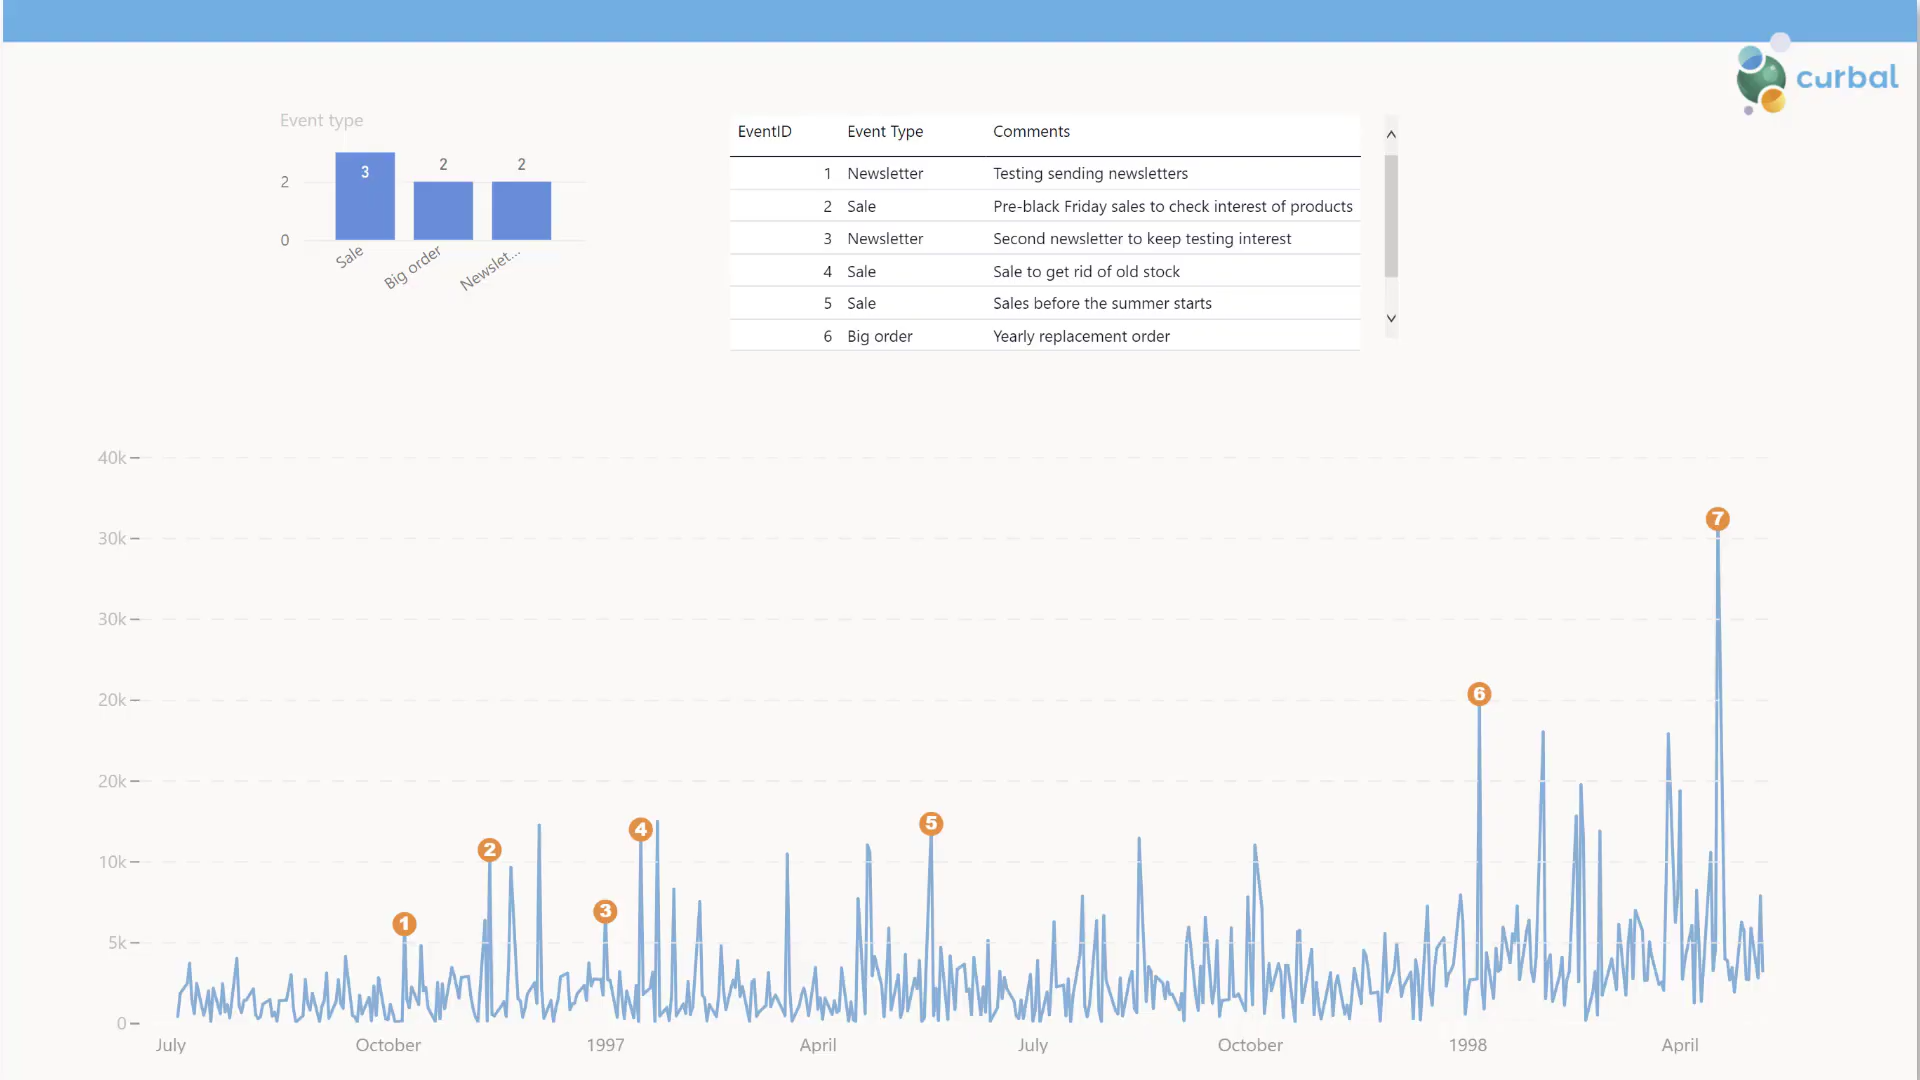 curbal
Event type
3
2
2
2
0
Sale
Big order
Newslet...
EventID Event Type Comments
1 Newsletter Testing sending newsletters
2 Sale Pre-black Friday sales to check interest of products
3 Newsletter Second newsletter to keep testing interest
4 Sale Sale to get rid of old stock
5 Sale Sales before the summer starts
6 Big order Yearly replacement order
40k
30k
30k
20k
20k
10k
5k
0
1
2
3
4
5
6
7
July October 1997 April July October 1998 April